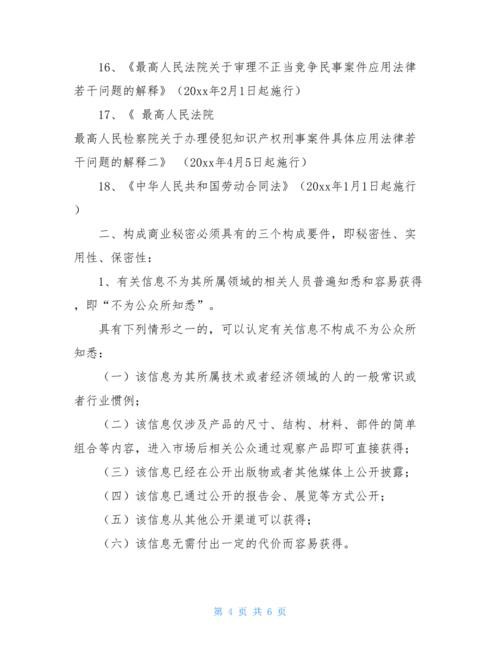 16、《最高人民法院关于审理不正当竞争民事案件应用法律
若干问题的解释》（20xx年2月1日起施行）
17、《 最高人民法院
最高人民检察院关于办理侵犯知识产权刑事案件具体应用法律若
干问题的解释二》 （20xx年4月5日起施行）
18、《中华人民共和国劳动合同法》（20xx年1月1日起施行
）
二、构成商业秘密必须具有的三个构成要件，即秘密性、实
用性、保密性：
1、有关信息不为其所属领域的相关人员普遍知悉和容易获得
，即“不为公众所知悉”。
具有下列情形之一的，可以认定有关信息不构成不为公众所
知悉：
（一）该信息为其所属技术或者经济领域的人的一般常识或
者行业惯例；
（二）该信息仅涉及产品的尺寸、结构、材料、部件的简单
组合等内容，进入市场后相关公众通过观察产品即可直接获得；
（三）该信息已经在公开出版物或者其他媒体上公开披露；
（四）该信息已通过公开的报告会、展览等方式公开；
（五）该信息从其他公开渠道可以获得；
（六）该信息无需付出一定的代价而容易获得。
第 4 页 共 6 页